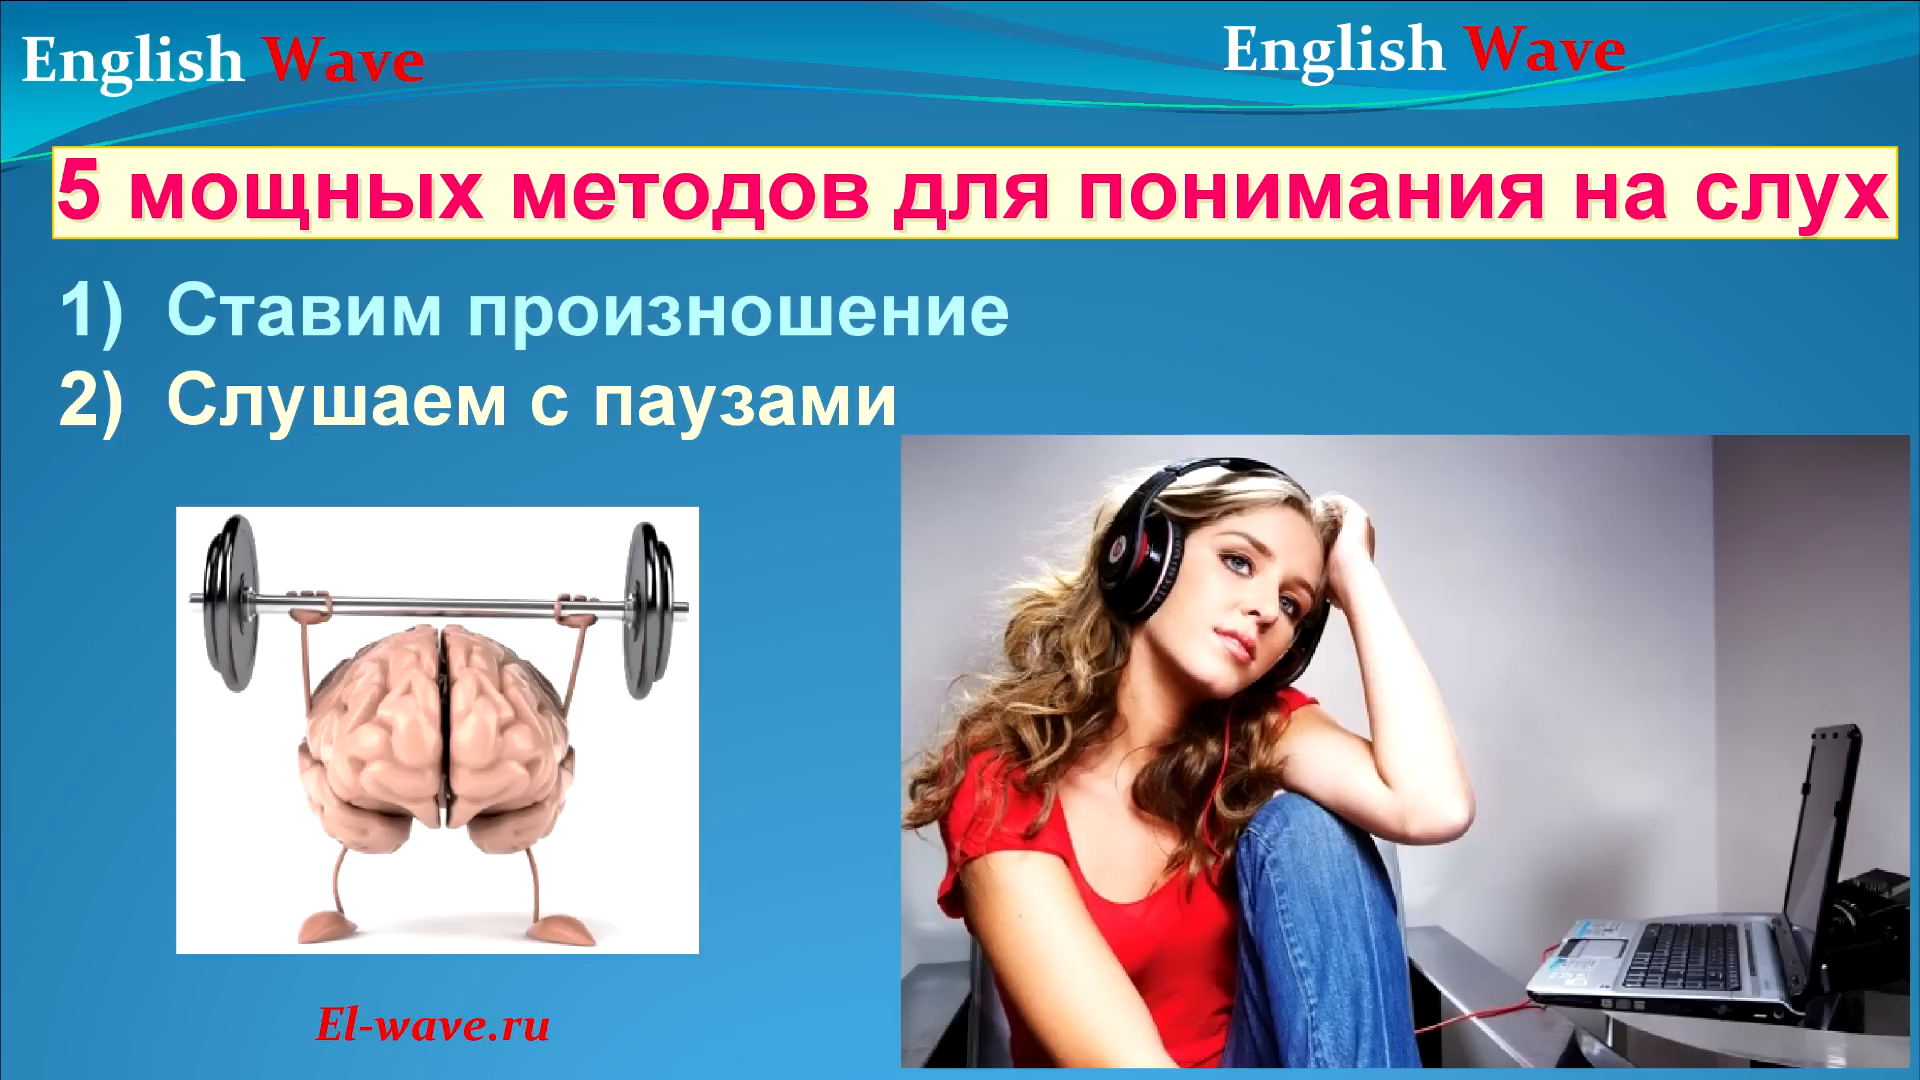 English Wave
English Wave
5 мощных методов для понимания на слух
1) Ставим произношение
2) Слушаем с паузами
El-wave.ru